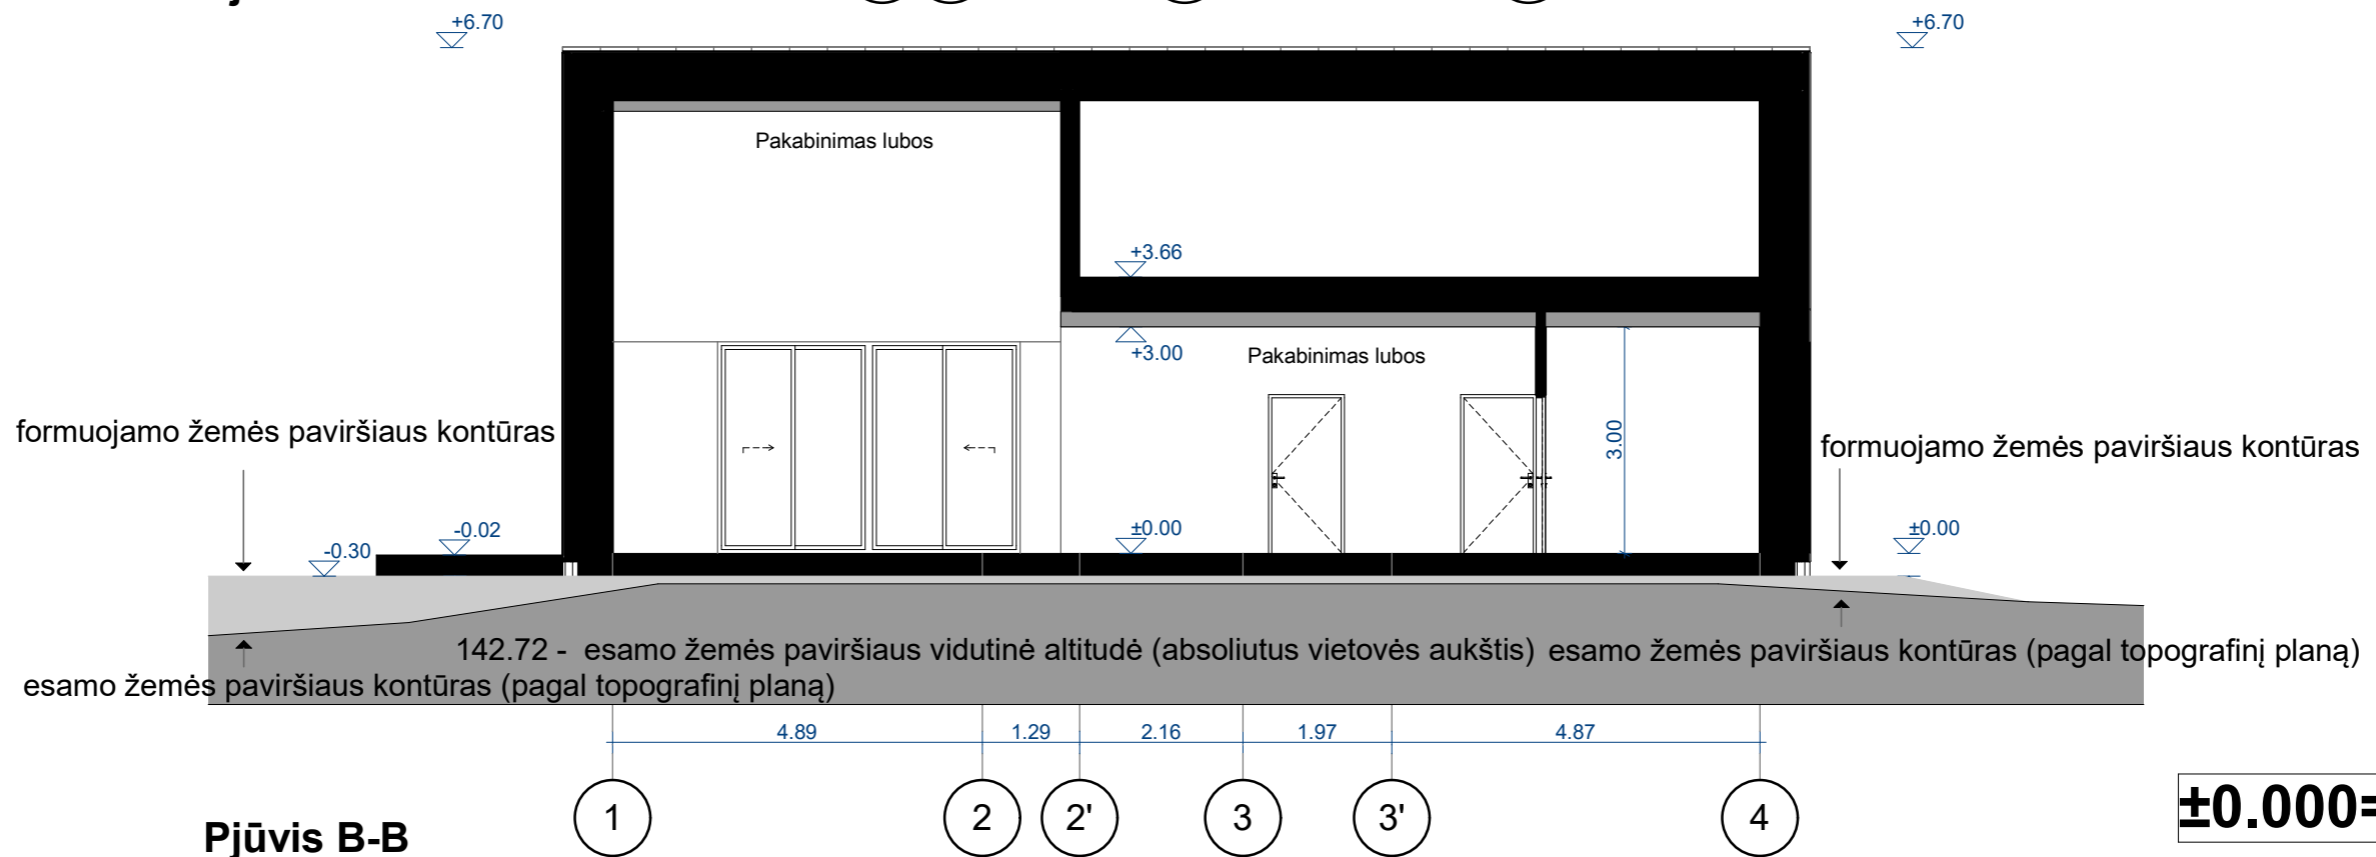 +6.70
+6.70
Pakabinimas lubos
+3.66
+3.00
Pakabinimas lubos
3.00
formuojamo žemės paviršiaus kontūras
formuojamo žemės paviršiaus kontūras
-0.30
-0.02
±0.00
±0.00
142.72 - esamo žemės paviršiaus vidutinė altitudė (absoliutus vietovės aukštis)
esamo žemės paviršiaus kontūras (pagal topografinį planą)
esamo žemės paviršiaus kontūras (pagal topografinį planą)
4.89 1.29 2.16 1.97 4.87
1 2 2' 3 3' 4
±0.000=
Pjūvis B-B